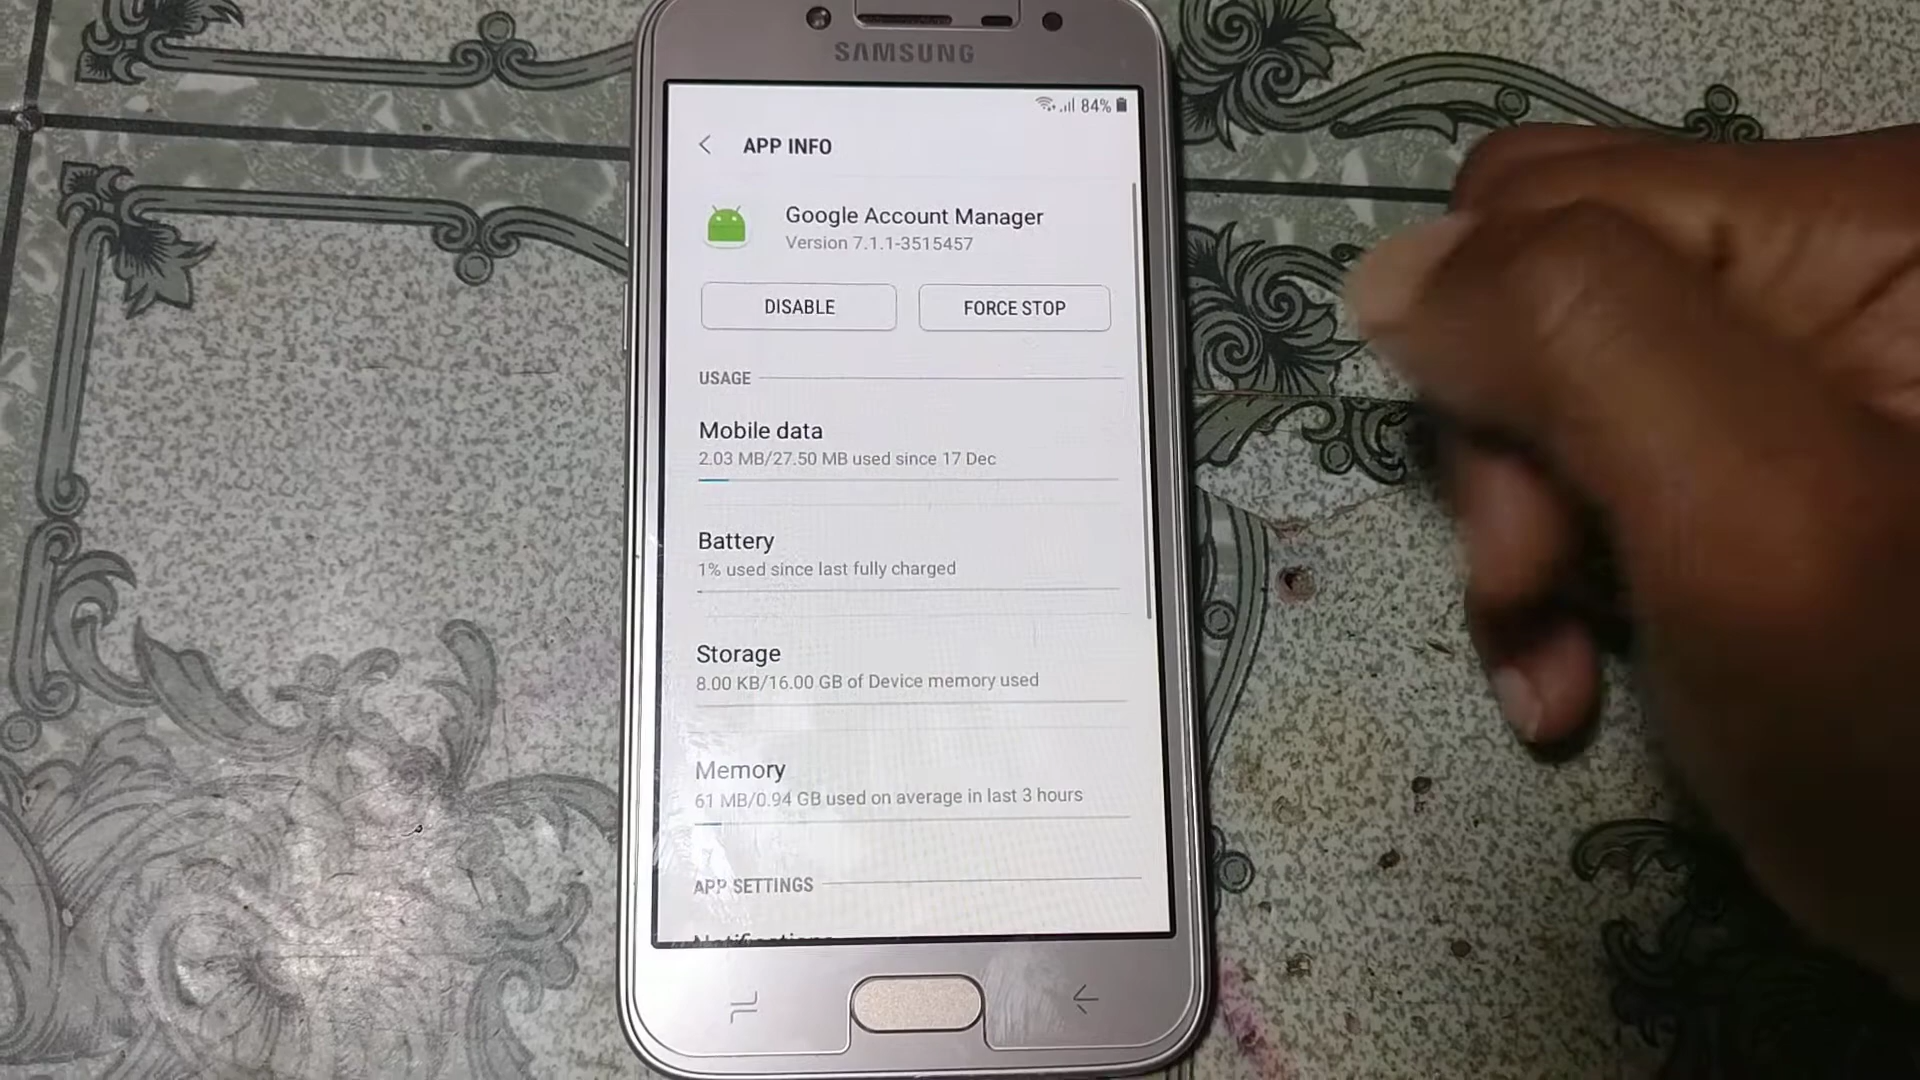 SAMSUNG
84%
APP INFO
Google Account Manager
Version 7.1.1-3515457
DISABLE
FORCE STOP
USAGE
Mobile data
2.03 MB/27.50 MB used since 17 Dec
Battery
1% used since last fully charged
Storage
8.00 KB/16.00 GB of Device memory used
Memory
61 MB/0.94 GB used on average in last 3 hours
APP SETTINGS
Notifications